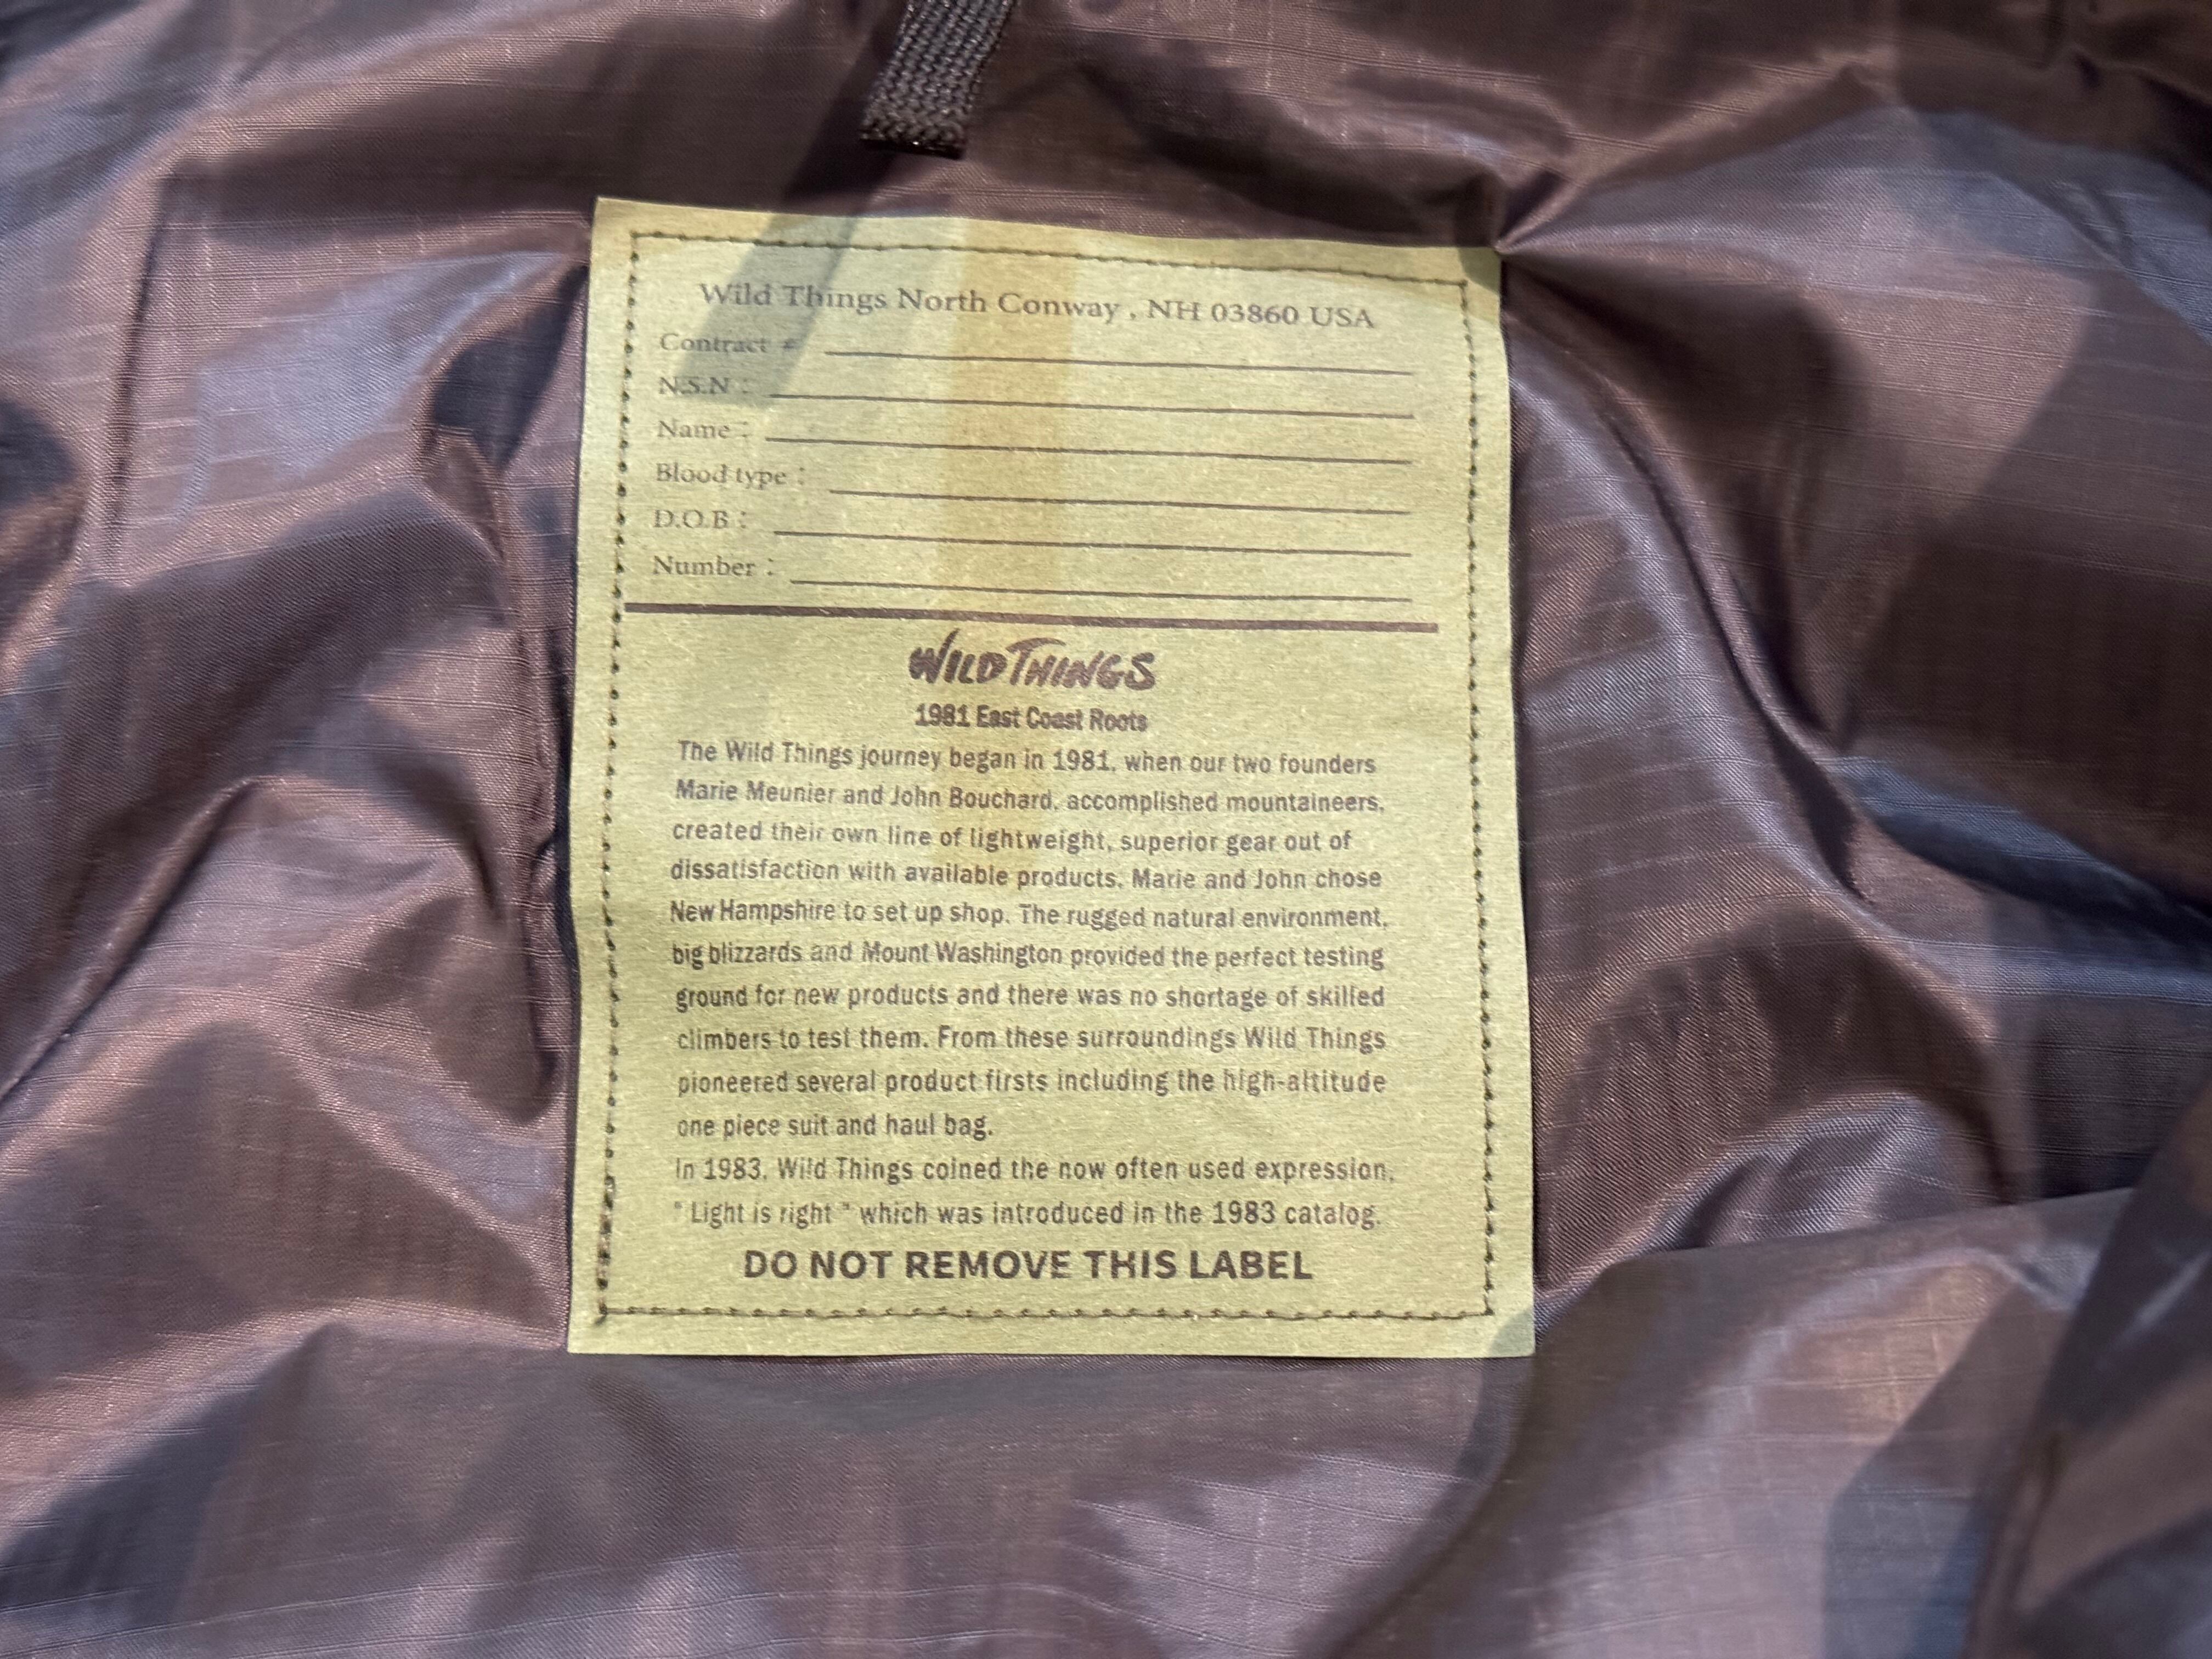 Wild Things North Conway , NH 03860 USA
Contract #
N.S.N :
Name :
Blood type :
D.O.B :
Number :
WILD THINGS
1981 East Coast Roots
The Wild Things journey began in 1981, when our two founders
Marie Meunier and John Bouchard, accomplished mountaineers,
created their own line of lightweight, superior gear out of
dissatisfaction with available products. Marie and John chose
New Hampshire to set up shop. The rugged natural environment,
big blizzards and Mount Washington provided the perfect testing
ground for new products and there was no shortage of skilled
climbers to test them. From these surroundings Wild Things
pioneered several product firsts including the high-altitude
one piece suit and haul bag.
In 1983, Wild Things coined the now often used expression,
" Light is right " which was introduced in the 1983 catalog.
DO NOT REMOVE THIS LABEL